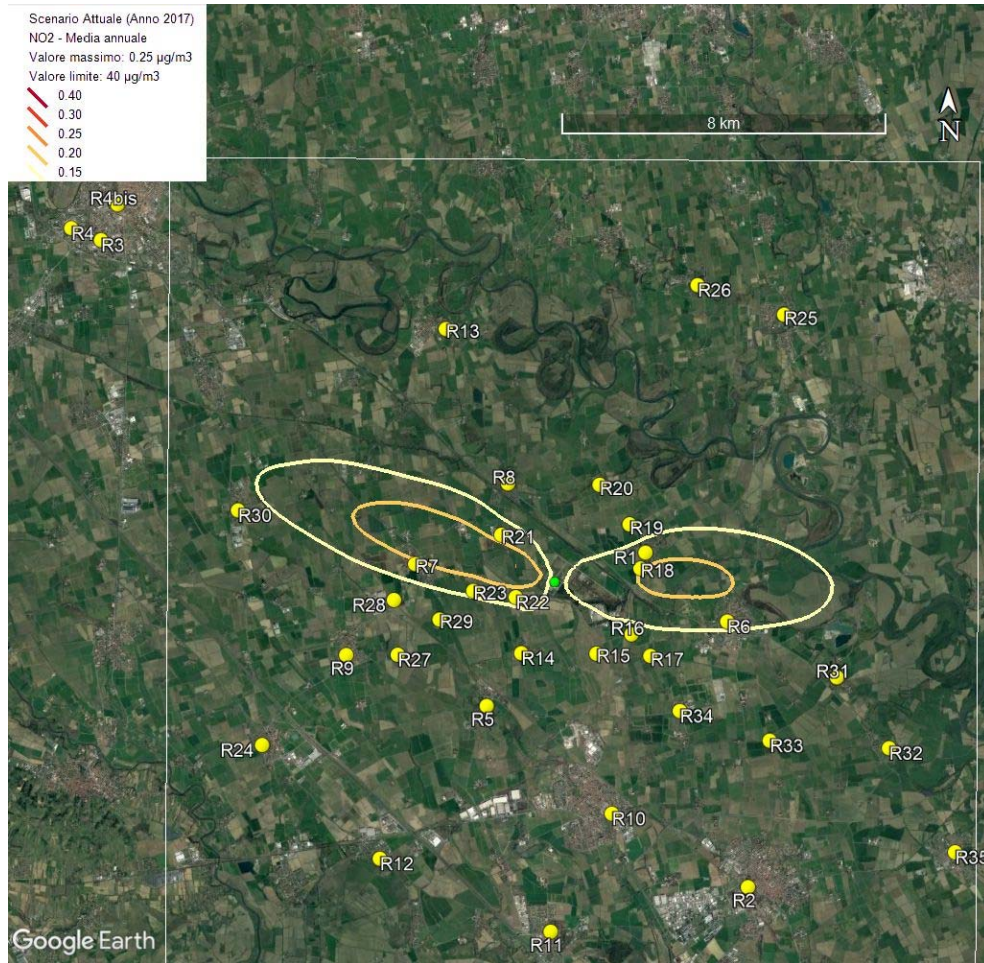 Scenario Attuale (Anno 2017)
NO2 - Media annuale
Valore massimo: 0.25 µg/m3
Valore limite: 40 µg/m3
0.40
0.30
0.25
0.20
0.15
8 km
N
R4bis
R4
R3
R26
R25
R13
R8
R20
R30
R19
R21
R1
R7
R18
R23
R22
R28
R29
R6
R16
R9
R27
R14
R15
R17
R31
R5
R34
R24
R33
R32
R10
R12
R35
R2
R11
Google Earth